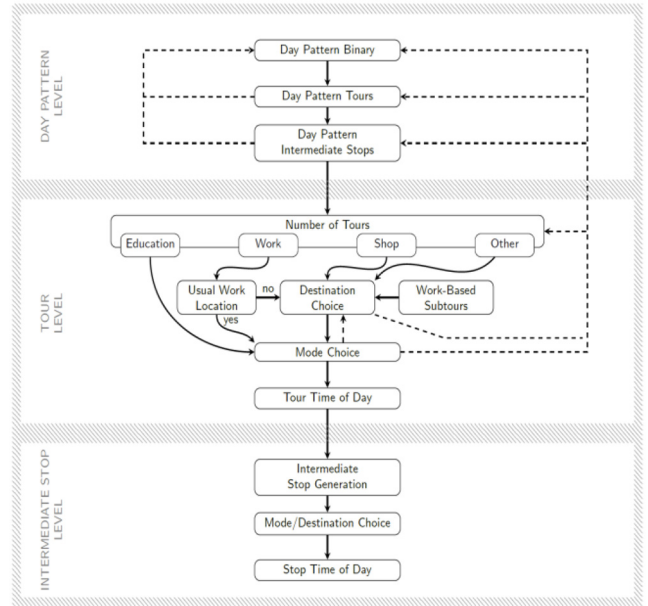 DAY PATTERN
LEVEL
Day Pattern Binary
Day Pattern Tours
Day Pattern
Intermediate Stops
TOUR
LEVEL
Number of Tours
Education
Work
Shop
Other
Usual Work
Location
no
Destination
Choice
Work-Based
Subtours
yes
Mode Choice
Tour Time of Day
INTERMEDIATE STOP
LEVEL
Intermediate
Stop Generation
Mode/Destination Choice
Stop Time of Day